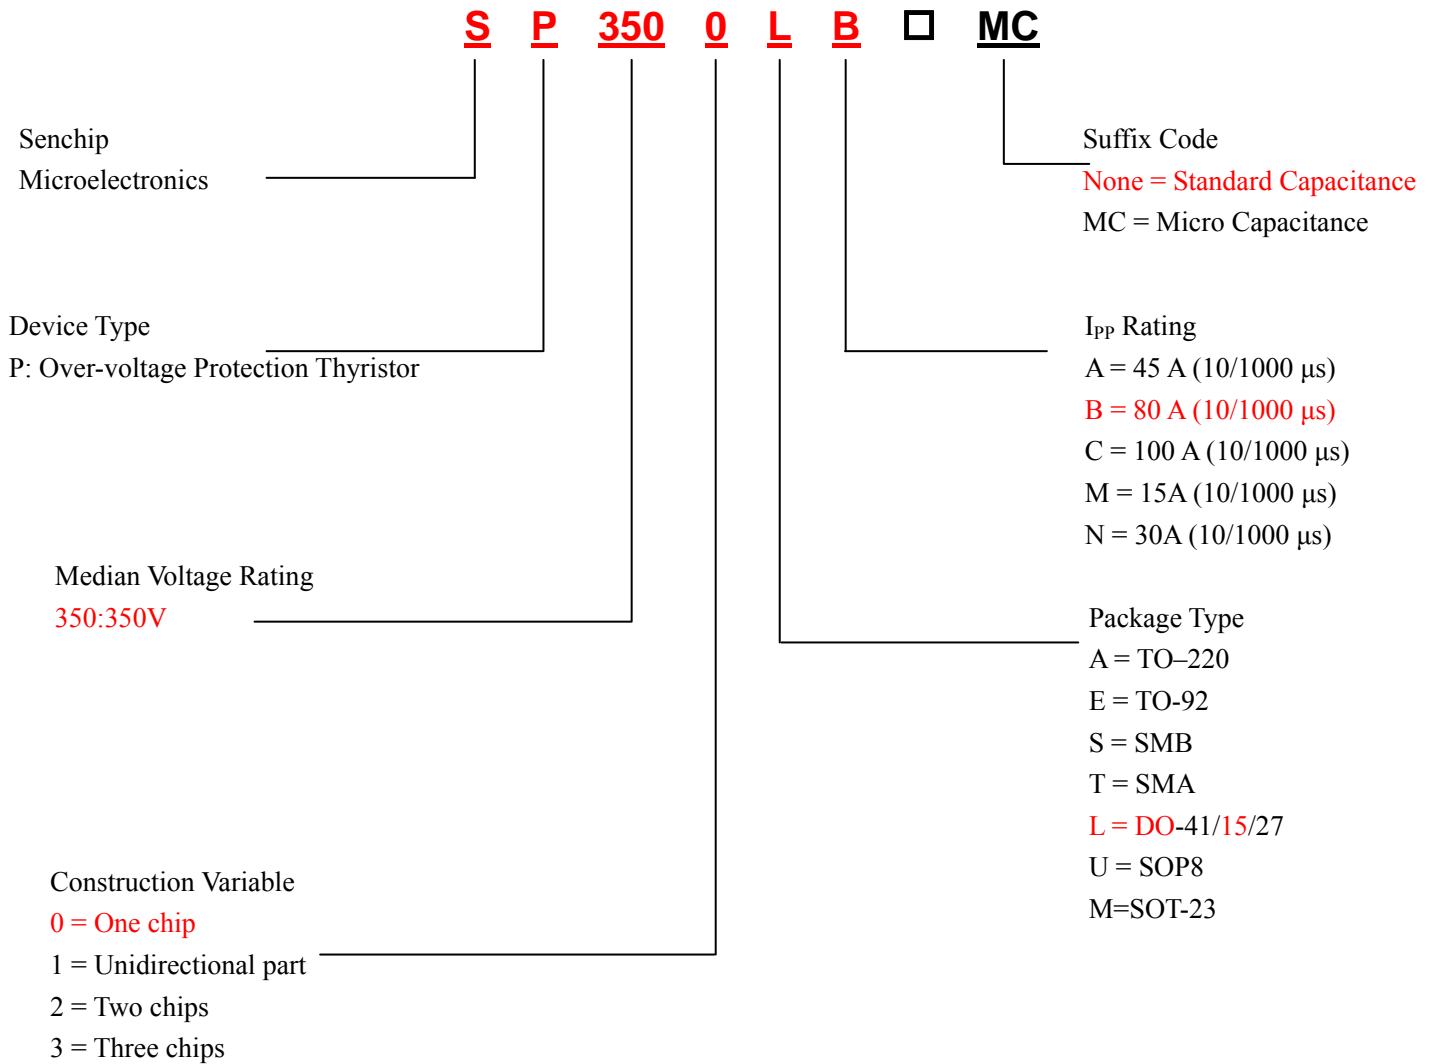 S P 350 0 L B □ MC
Senchip
Microelectronics
Suffix Code
None = Standard Capacitance
MC = Micro Capacitance
Device Type
P: Over-voltage Protection Thyristor
IPP Rating
A = 45 A (10/1000 μs)
B = 80 A (10/1000 μs)
C = 100 A (10/1000 μs)
M = 15A (10/1000 μs)
N = 30A (10/1000 μs)
Median Voltage Rating
350:350V
Package Type
A = TO–220
E = TO-92
S = SMB
T = SMA
L = DO-41/15/27
U = SOP8
M=SOT-23
Construction Variable
0 = One chip
1 = Unidirectional part
2 = Two chips
3 = Three chips